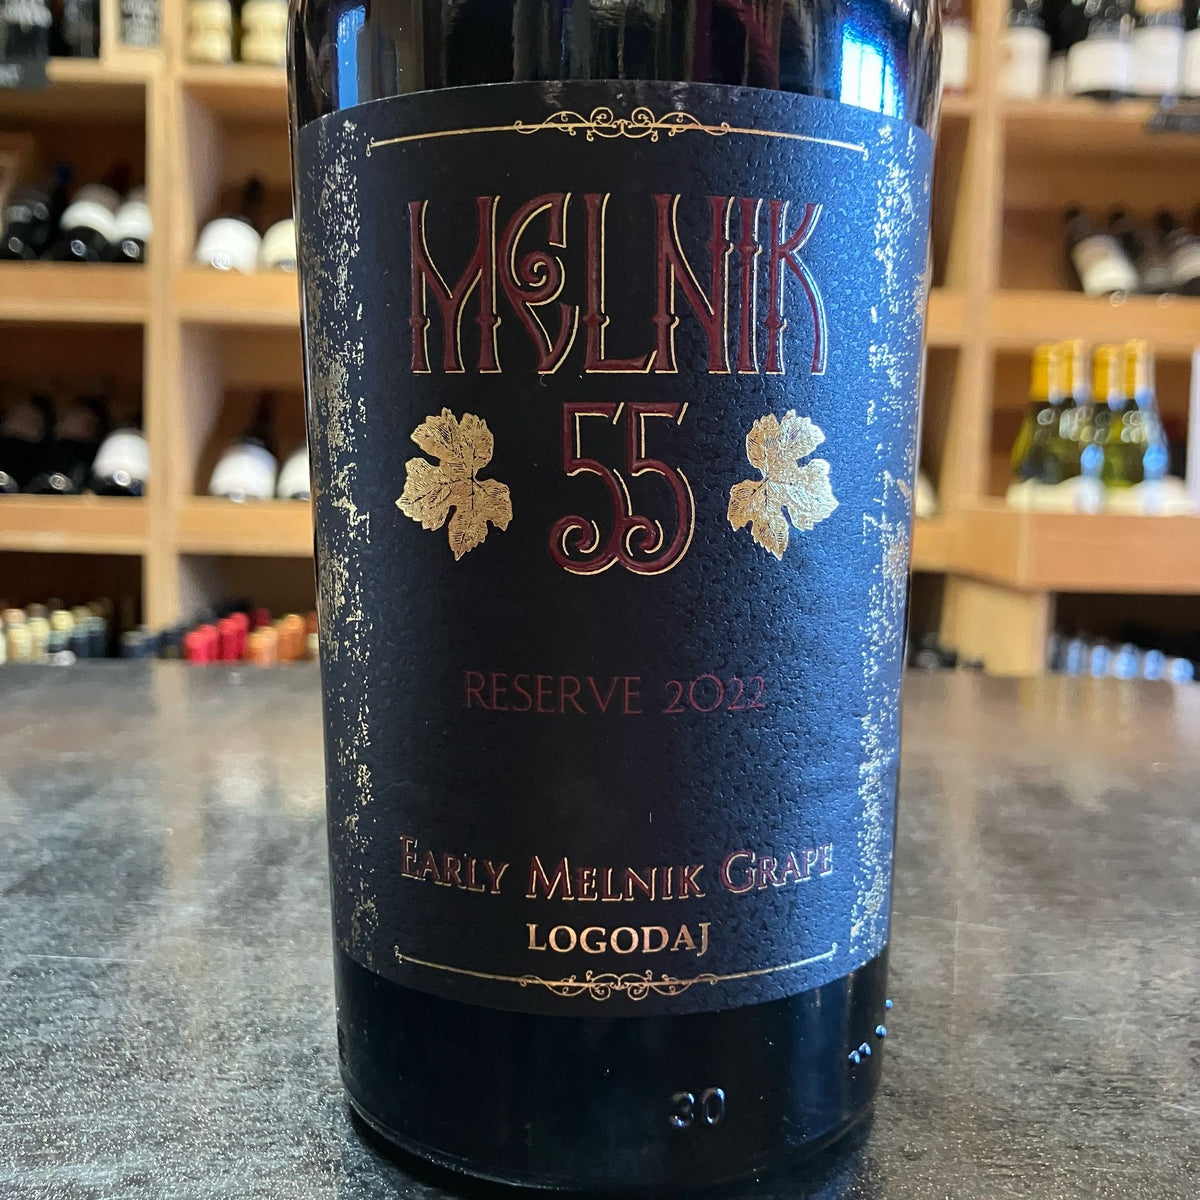 MELNIK
55
RESERVE 2022
EARLY MELNIK GRAPE
LOGODAJ
30